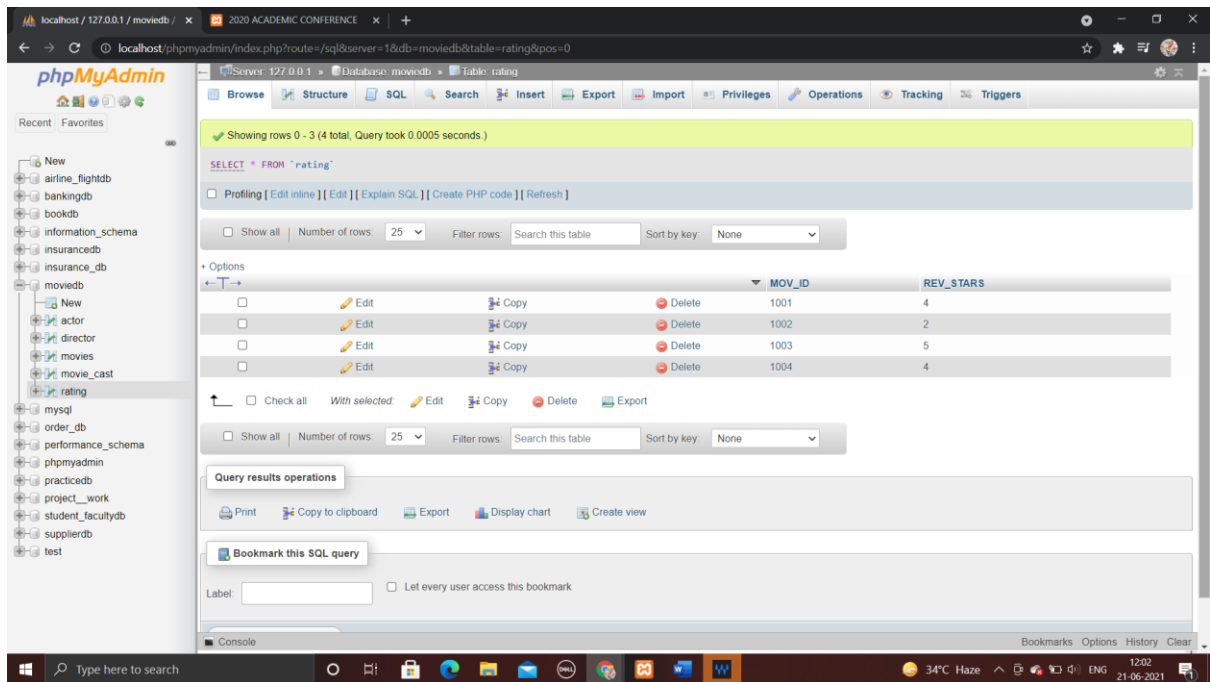 localhost / 127.0.0.1 / moviedb /
2020 ACADEMIC CONFERENCE
localhost/phpmyadmin/index.php?route=/sql&server=1&db=moviedb&table=rating&pos=0
phpMyAdmin
Recent Favorites
New
airline_flightdb
bankingdb
bookdb
information_schema
insurancedb
insurance_db
moviedb
New
actor
director
movies
movie_cast
rating
mysql
order_db
performance_schema
phpmyadmin
practicedb
project__work
student_facultydb
supplierdb
test
Server: 127.0.0.1 » Database: moviedb » Table: rating
Browse Structure SQL Search Insert Export Import Privileges Operations Tracking Triggers
Showing rows 0 - 3 (4 total, Query took 0.0005 seconds.)
SELECT * FROM `rating`
Profiling [ Edit inline ] [ Edit ] [ Explain SQL ] [ Create PHP code ] [ Refresh ]
Show all | Number of rows: 25 Filter rows: Search this table Sort by key: None
+ Options
←T→ MOV_ID REV_STARS
Edit Copy Delete 1001 4
Edit Copy Delete 1002 2
Edit Copy Delete 1003 5
Edit Copy Delete 1004 4
Check all With selected: Edit Copy Delete Export
Show all | Number of rows: 25 Filter rows: Search this table Sort by key: None
Query results operations
Print Copy to clipboard Export Display chart Create view
Bookmark this SQL query
Label: Let every user access this bookmark
Console Bookmarks Options History Clear
Type here to search DELL 34°C Haze ENG 12:02
21-06-2021